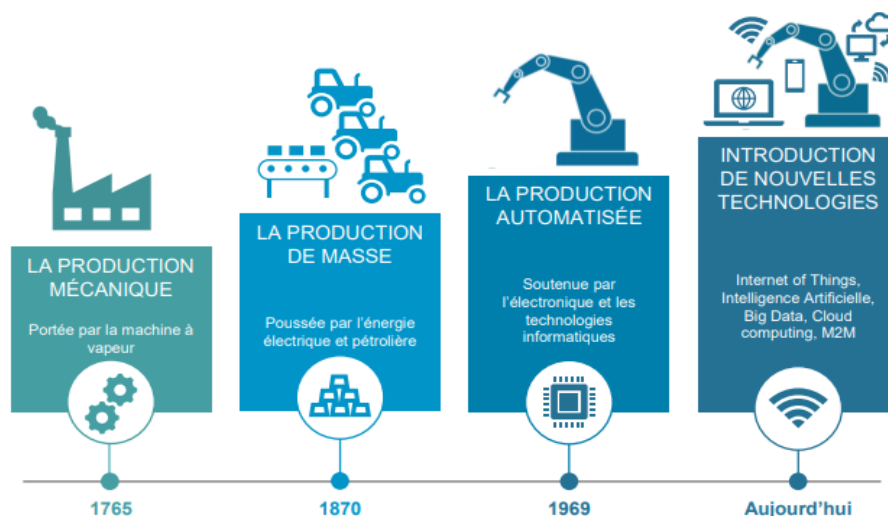 LA PRODUCTION
MÉCANIQUE
Portée par la machine à
vapeur
1765
LA PRODUCTION
DE MASSE
Poussée par l'énergie
électrique et pétrolière
1870
LA PRODUCTION
AUTOMATISÉE
Soutenue par
l'électronique et les
technologies
informatiques
1969
INTRODUCTION
DE NOUVELLES
TECHNOLOGIES
Internet of Things,
Intelligence Artificielle,
Big Data, Cloud
computing, M2M
Aujourd'hui